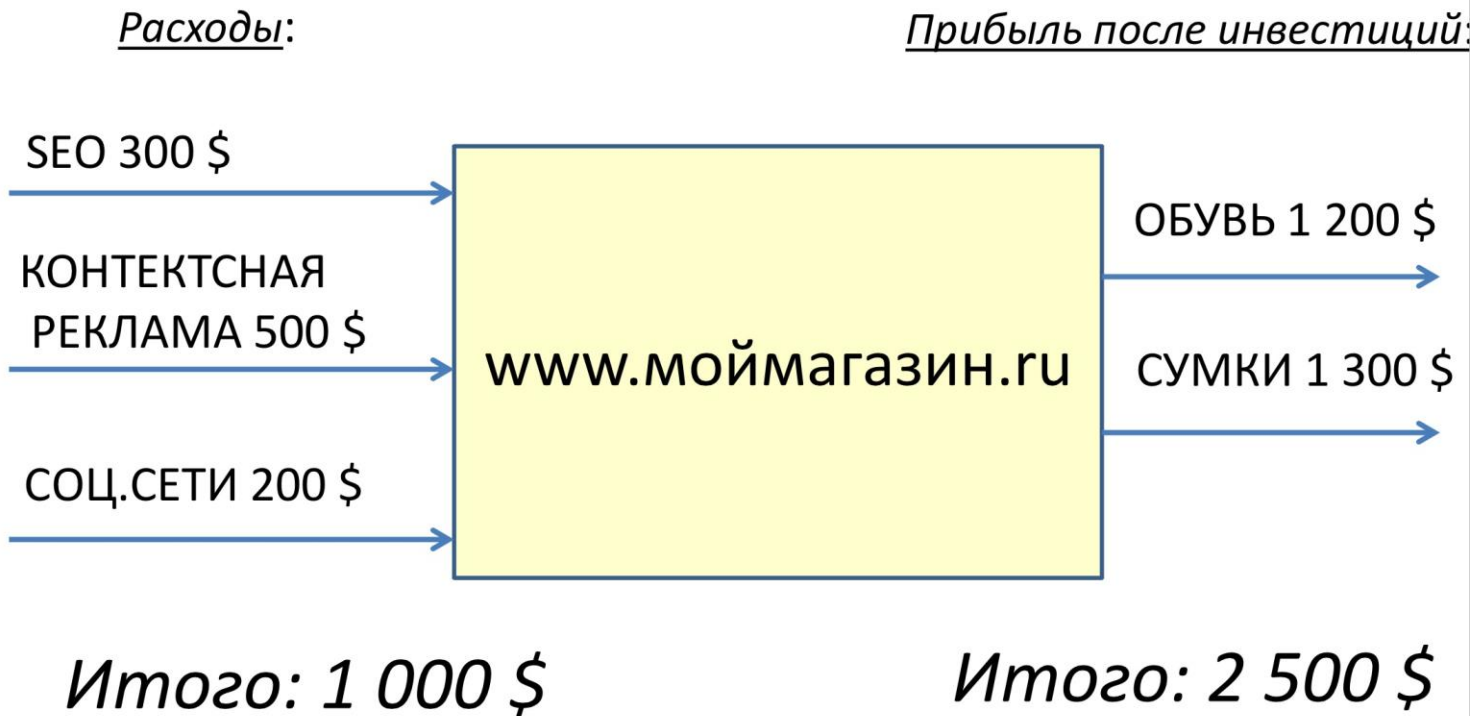 Расходы:
Прибыль после инвестиций:
SEO 300 $
КОНТЕКТСНАЯ
РЕКЛАМА 500 $
СОЦ.СЕТИ 200 $
www.моймагазин.ru
ОБУВЬ 1 200 $
СУМКИ 1 300 $
Итого: 1 000 $
Итого: 2 500 $